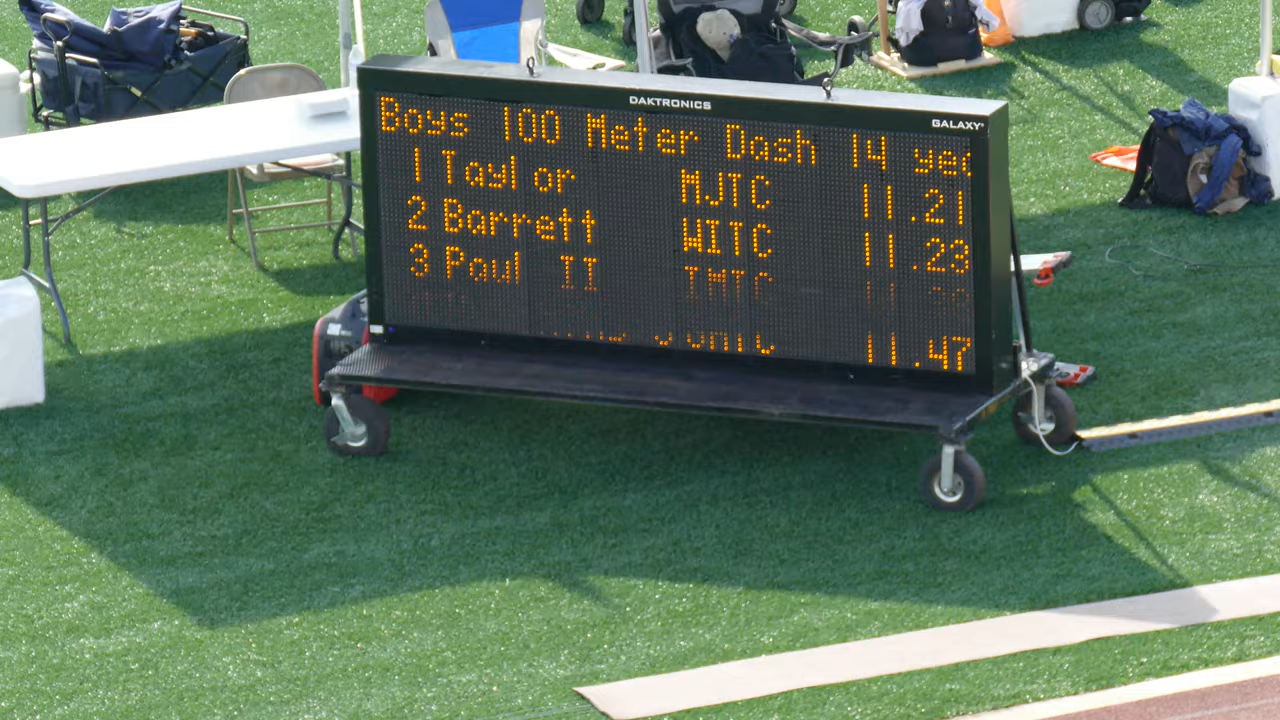 DAKTRONICS
GALAXY
Boys 100 Meter Dash 14 yea
1 Taylor MJTC 11.21
2 Barrett WITC 11.23
3 Paul II
11.47